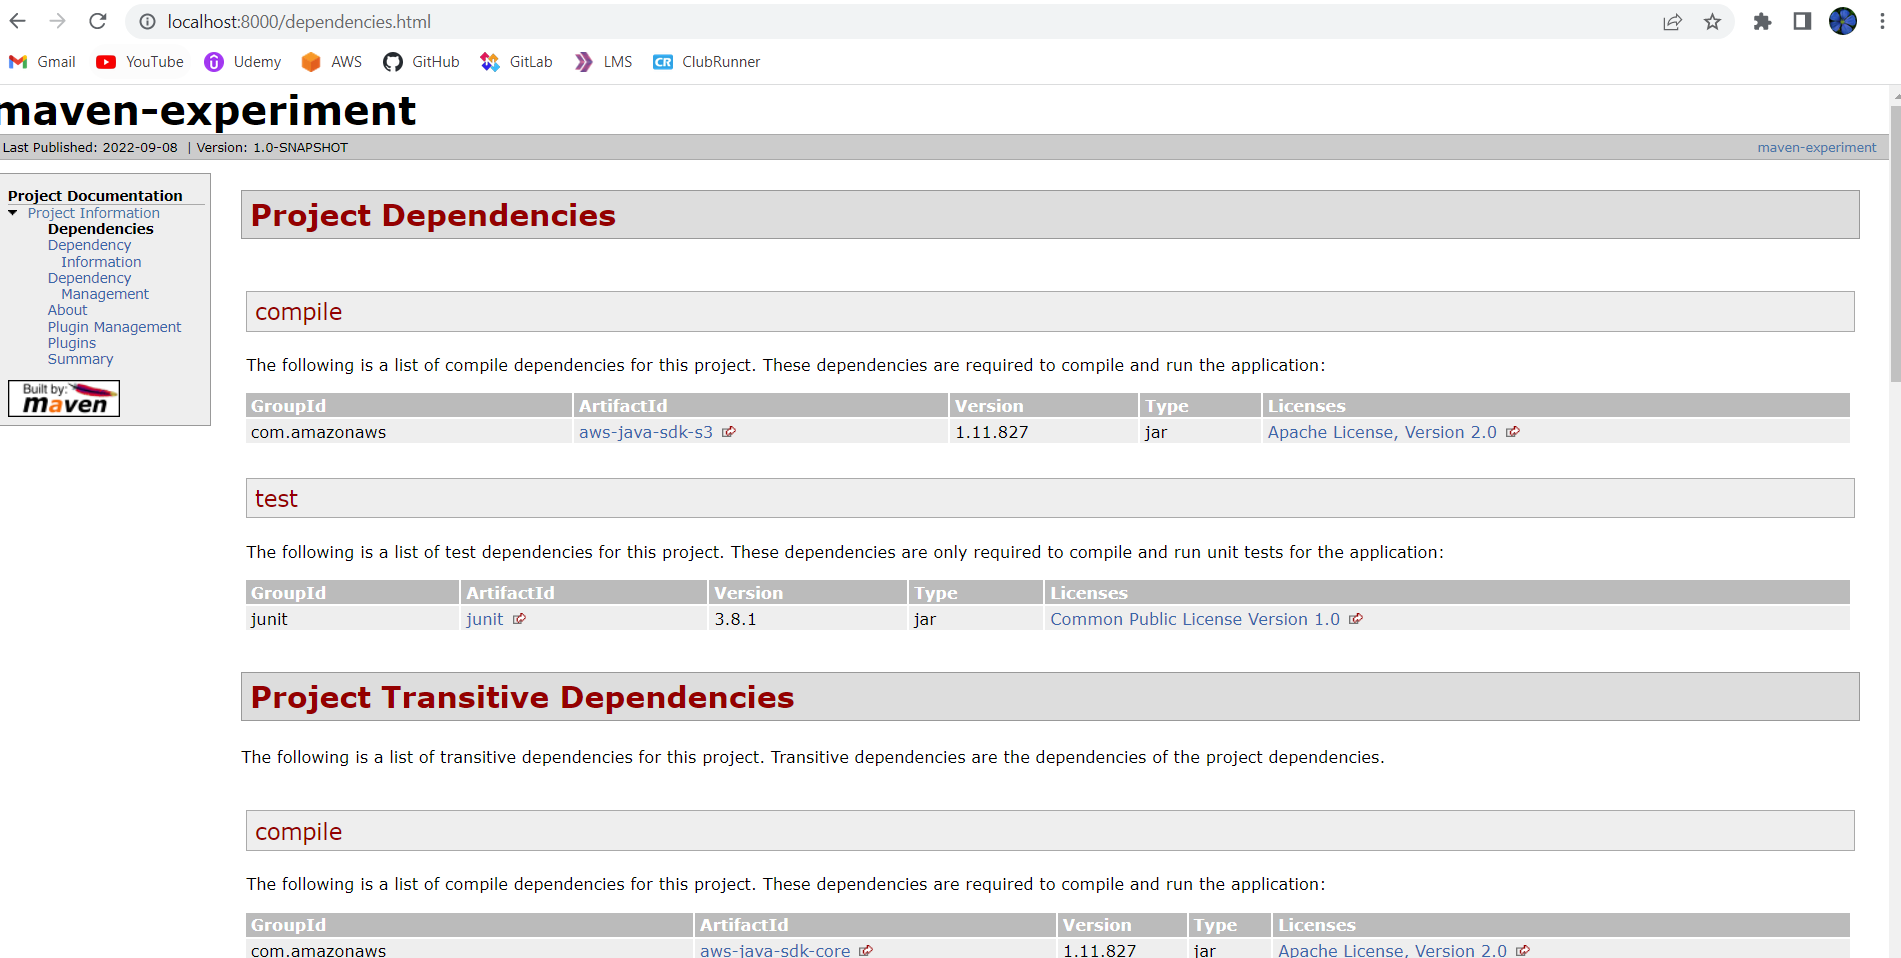 localhost:8000/dependencies.html
Gmail YouTube Udemy AWS GitHub GitLab LMS CR ClubRunner
maven-experiment
Last Published: 2022-09-08 | Version: 1.0-SNAPSHOT maven-experiment
Project Documentation
Project Information
Dependencies
Dependency
Information
Dependency
Management
About
Plugin Management
Plugins
Summary
Built by:
maven
Project Dependencies
compile
The following is a list of compile dependencies for this project. These dependencies are required to compile and run the application:
GroupId ArtifactId Version Type Licenses
com.amazonaws aws-java-sdk-s3 1.11.827 jar Apache License, Version 2.0
test
The following is a list of test dependencies for this project. These dependencies are only required to compile and run unit tests for the application:
GroupId ArtifactId Version Type Licenses
junit junit 3.8.1 jar Common Public License Version 1.0
Project Transitive Dependencies
The following is a list of transitive dependencies for this project. Transitive dependencies are the dependencies of the project dependencies.
compile
The following is a list of compile dependencies for this project. These dependencies are required to compile and run the application:
GroupId ArtifactId Version Type Licenses
com.amazonaws aws-java-sdk-core 1.11.827 jar Apache License, Version 2.0